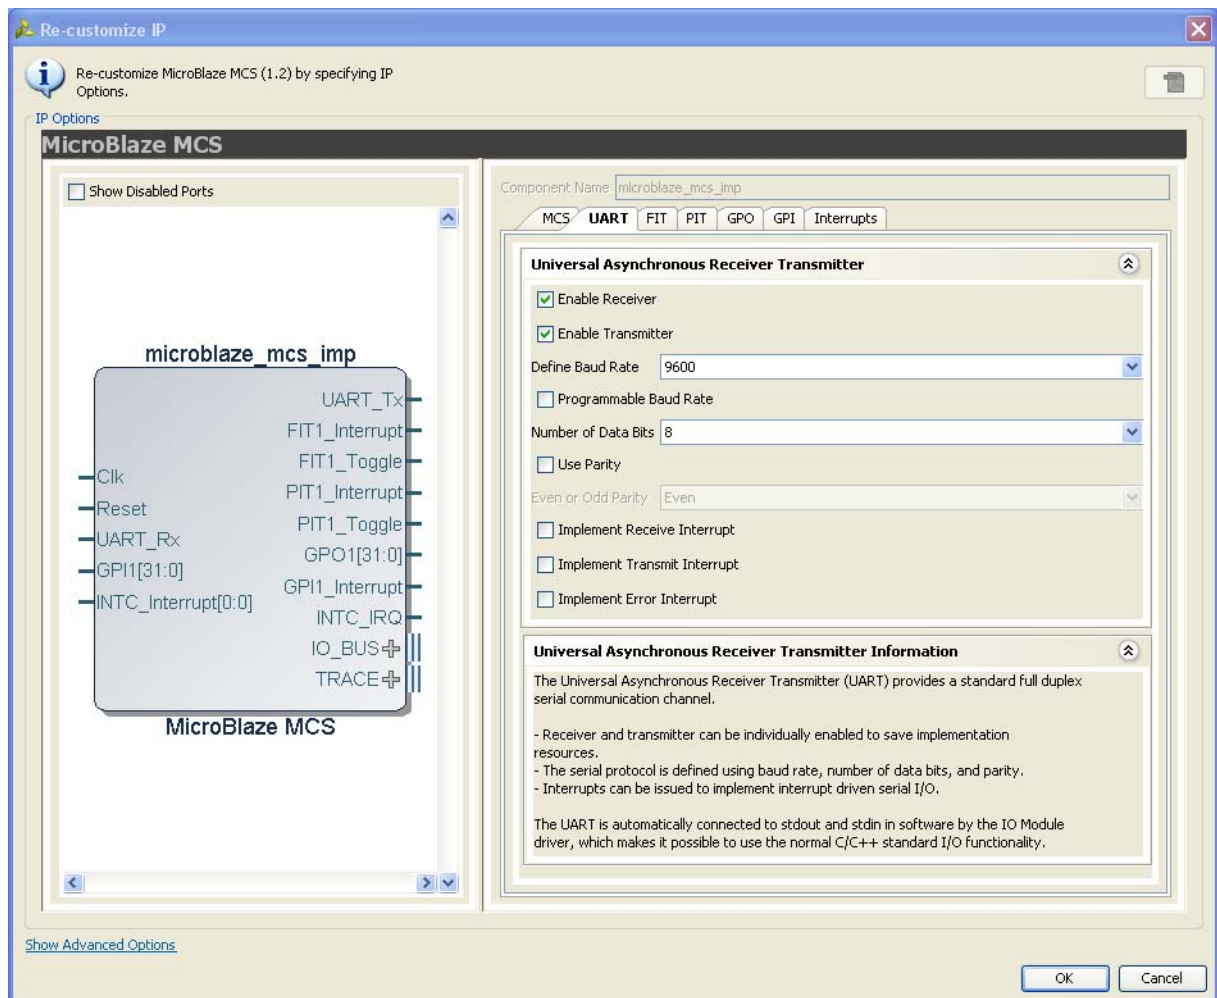 Re-customize IP
Re-customize MicroBlaze MCS (1.2) by specifying IP
Options.
IP Options
MicroBlaze MCS
Show Disabled Ports
microblaze_mcs_imp
Clk
Reset
UART_Rx
GPI1[31:0]
INTC_Interrupt[0:0]
UART_Tx
FIT1_Interrupt
FIT1_Toggle
PIT1_Interrupt
PIT1_Toggle
GPO1[31:0]
GPI1_Interrupt
INTC_IRQ
IO_BUS
TRACE
MicroBlaze MCS
Component Name microblaze_mcs_imp
MCS UART FIT PIT GPO GPI Interrupts
Universal Asynchronous Receiver Transmitter
Enable Receiver
Enable Transmitter
Define Baud Rate 9600
Programmable Baud Rate
Number of Data Bits 8
Use Parity
Even or Odd Parity Even
Implement Receive Interrupt
Implement Transmit Interrupt
Implement Error Interrupt
Universal Asynchronous Receiver Transmitter Information
The Universal Asynchronous Receiver Transmitter (UART) provides a standard full duplex
serial communication channel.
- Receiver and transmitter can be individually enabled to save implementation
resources.
- The serial protocol is defined using baud rate, number of data bits, and parity.
- Interrupts can be issued to implement interrupt driven serial I/O.
The UART is automatically connected to stdout and stdin in software by the IO Module
driver, which makes it possible to use the normal C/C++ standard I/O functionality.
Show Advanced Options
OK Cancel